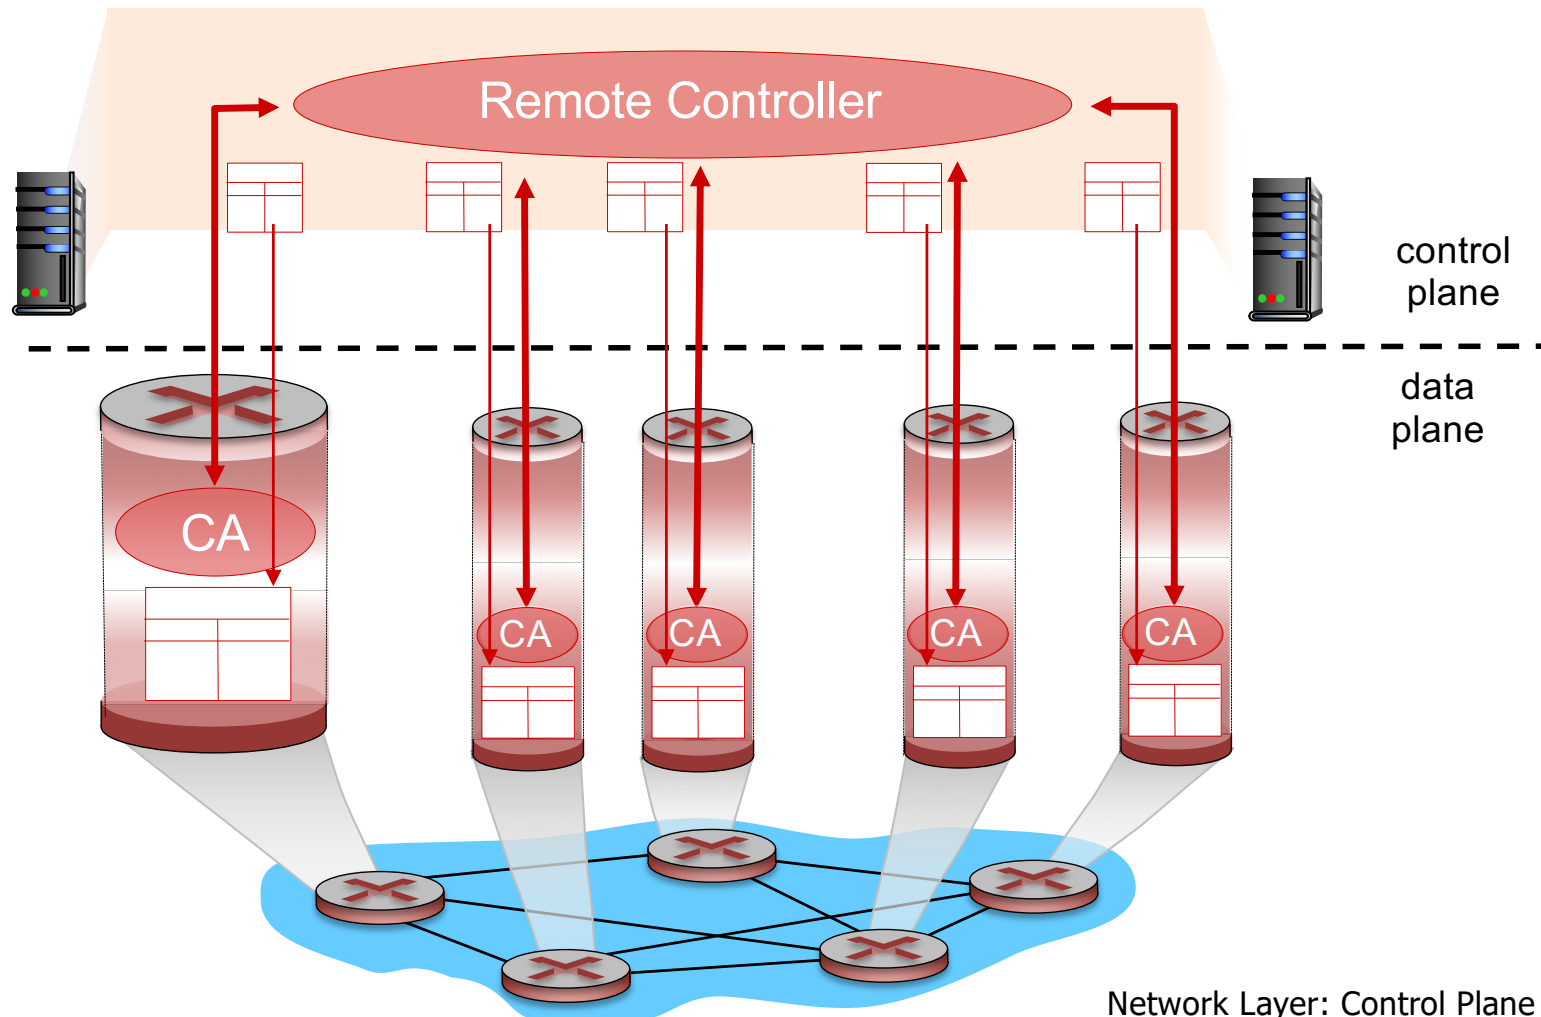 Remote Controller
control
plane
data
plane
CA
CA
CA
CA
CA
Network Layer: Control Plane